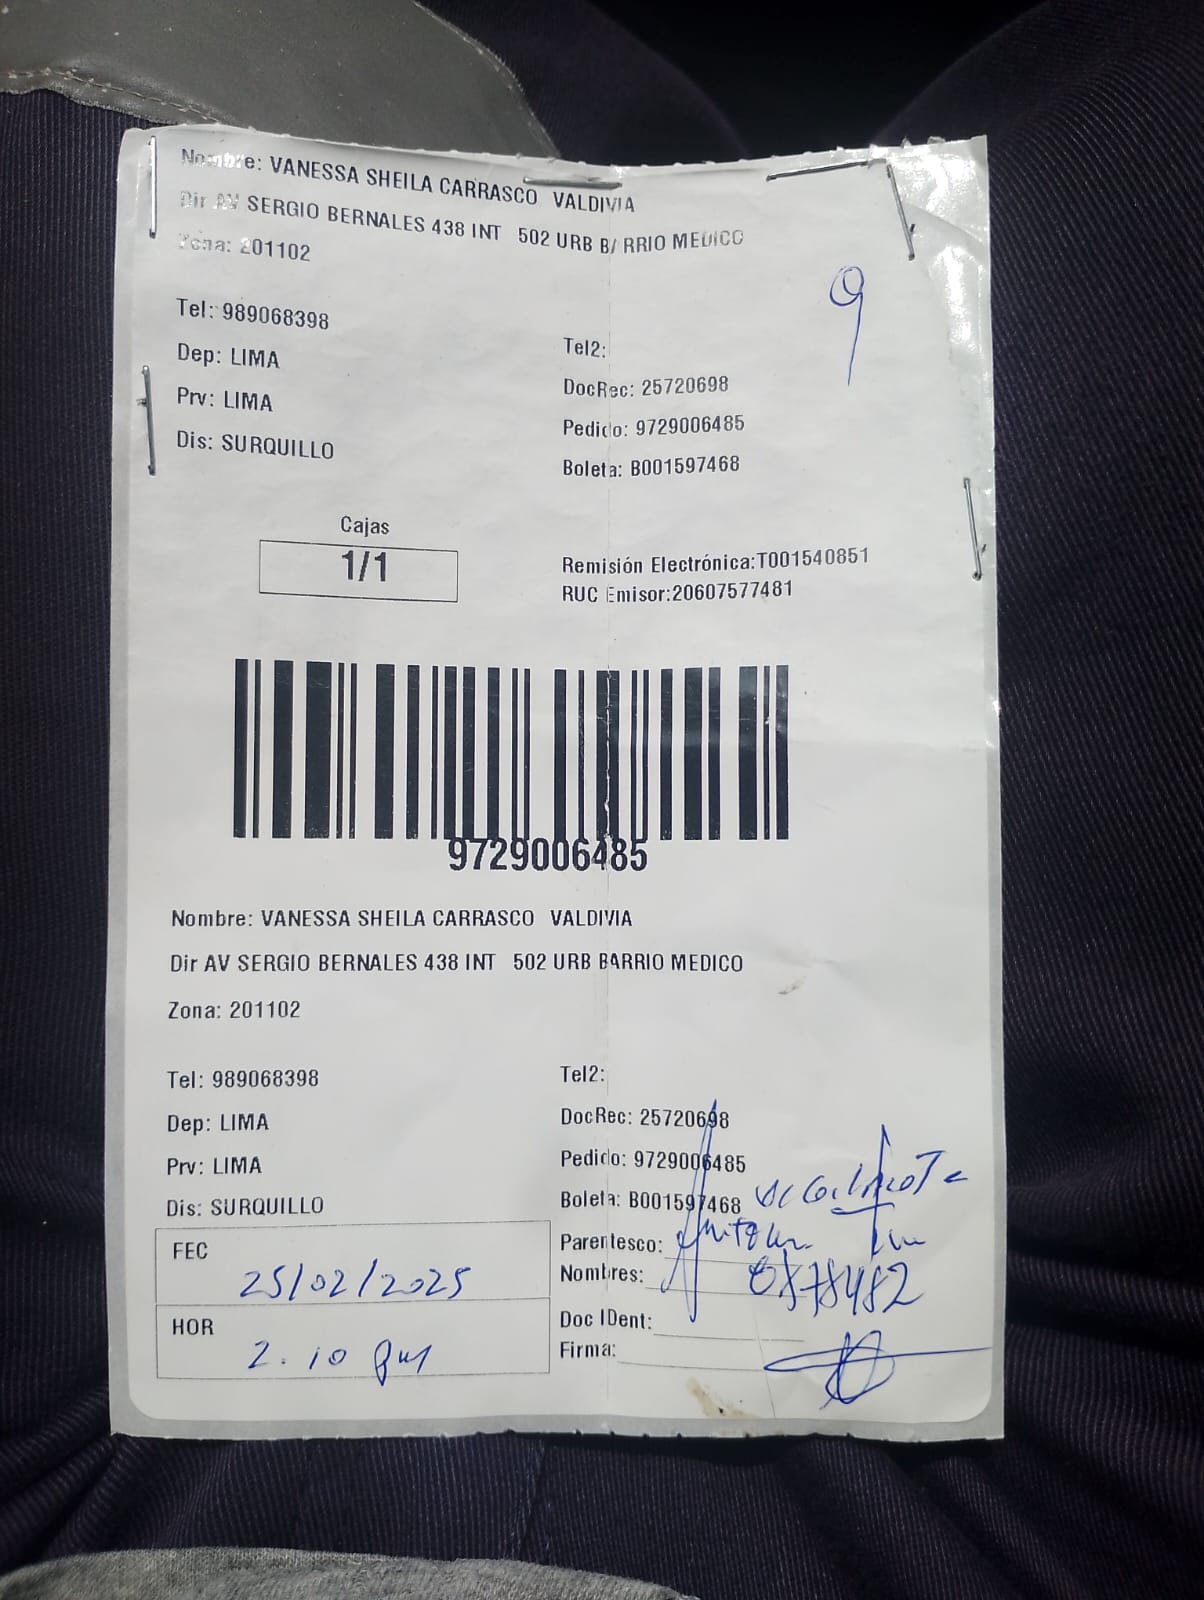 Nombre: VANESSA SHEILA CARRASCO VALDIVIA
Dir AV SERGIO BERNALES 438 INT 502 URB BARRIO MEDICO
Zona: 201102
9
Tel: 989068398
Tel2:
Dep: LIMA
DocRec: 25720698
Prv: LIMA
Pedido: 9729006485
Dis: SURQUILLO
Boleta: B001597468
Cajas
1/1
Remisión Electrónica:T001540851
RUC Emisor:20607577481
9729006485
Nombre: VANESSA SHEILA CARRASCO VALDIVIA
Dir AV SERGIO BERNALES 438 INT 502 URB BARRIO MEDICO
Zona: 201102
Tel: 989068398
Tel2:
Dep: LIMA
DocRec: 25720698
Prv: LIMA
Pedido: 9729006485
Dis: SURQUILLO
Boleta: B001597468
FEC
25/02/2025
Parentesco:
Nombres:
HOR
2.10 pm
Doc IDent:
Firma: